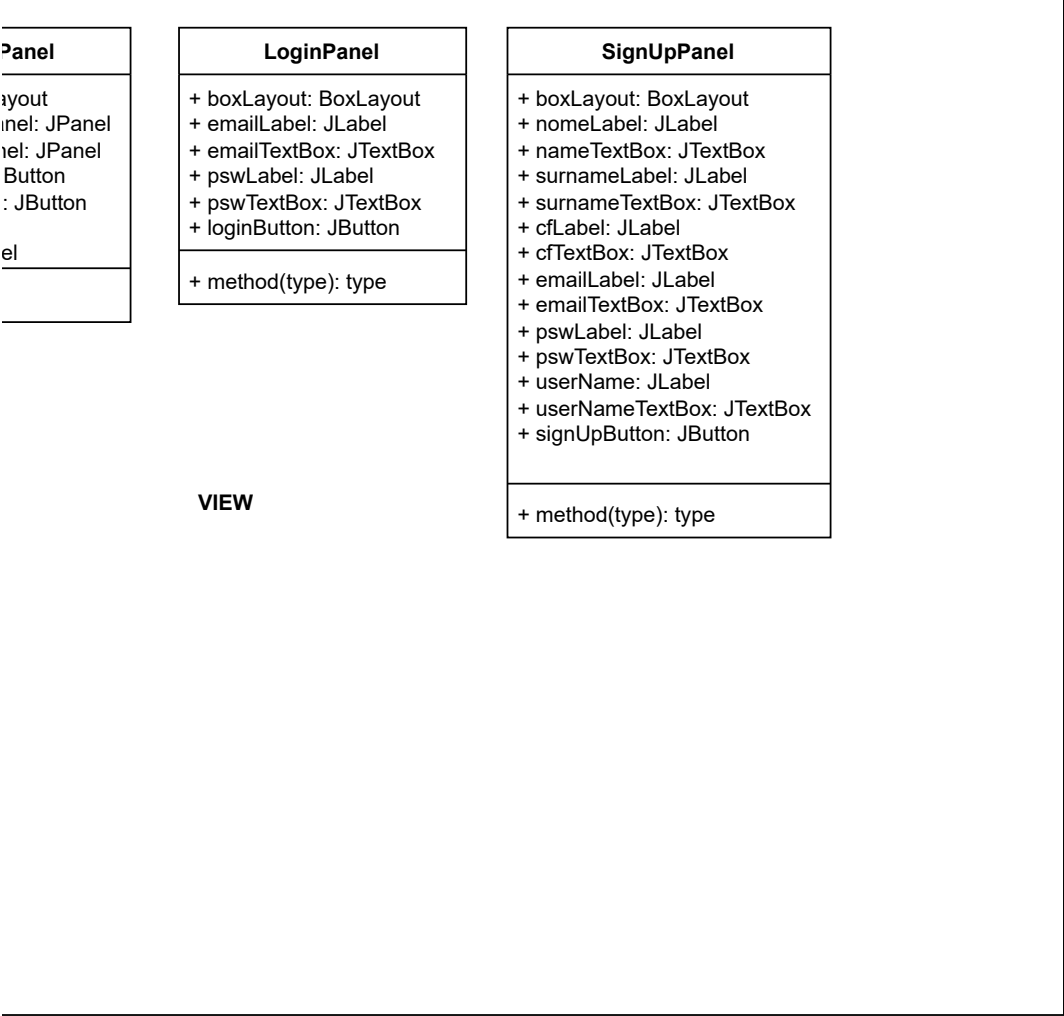 Panel
ayout
nel: JPanel
nel: JPanel
Button
: JButton
el
LoginPanel
+ boxLayout: BoxLayout
+ emailLabel: JLabel
+ emailTextBox: JTextBox
+ pswLabel: JLabel
+ pswTextBox: JTextBox
+ loginButton: JButton
+ method(type): type
SignUpPanel
+ boxLayout: BoxLayout
+ nomeLabel: JLabel
+ nameTextBox: JTextBox
+ surnameLabel: JLabel
+ surnameTextBox: JTextBox
+ cfLabel: JLabel
+ cfTextBox: JTextBox
+ emailLabel: JLabel
+ emailTextBox: JTextBox
+ pswLabel: JLabel
+ pswTextBox: JTextBox
+ userName: JLabel
+ userNameTextBox: JTextBox
+ signUpButton: JButton
+ method(type): type
VIEW